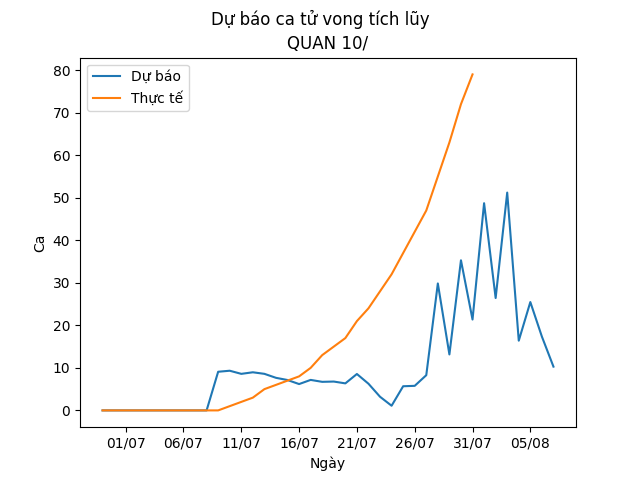 Dự báo ca tử vong tích lũy
QUAN 10/
Dự báo
Thực tế
80
70
60
50
40
30
20
10
0
Ca
01/07 06/07 11/07 16/07 21/07 26/07 31/07 05/08
Ngày